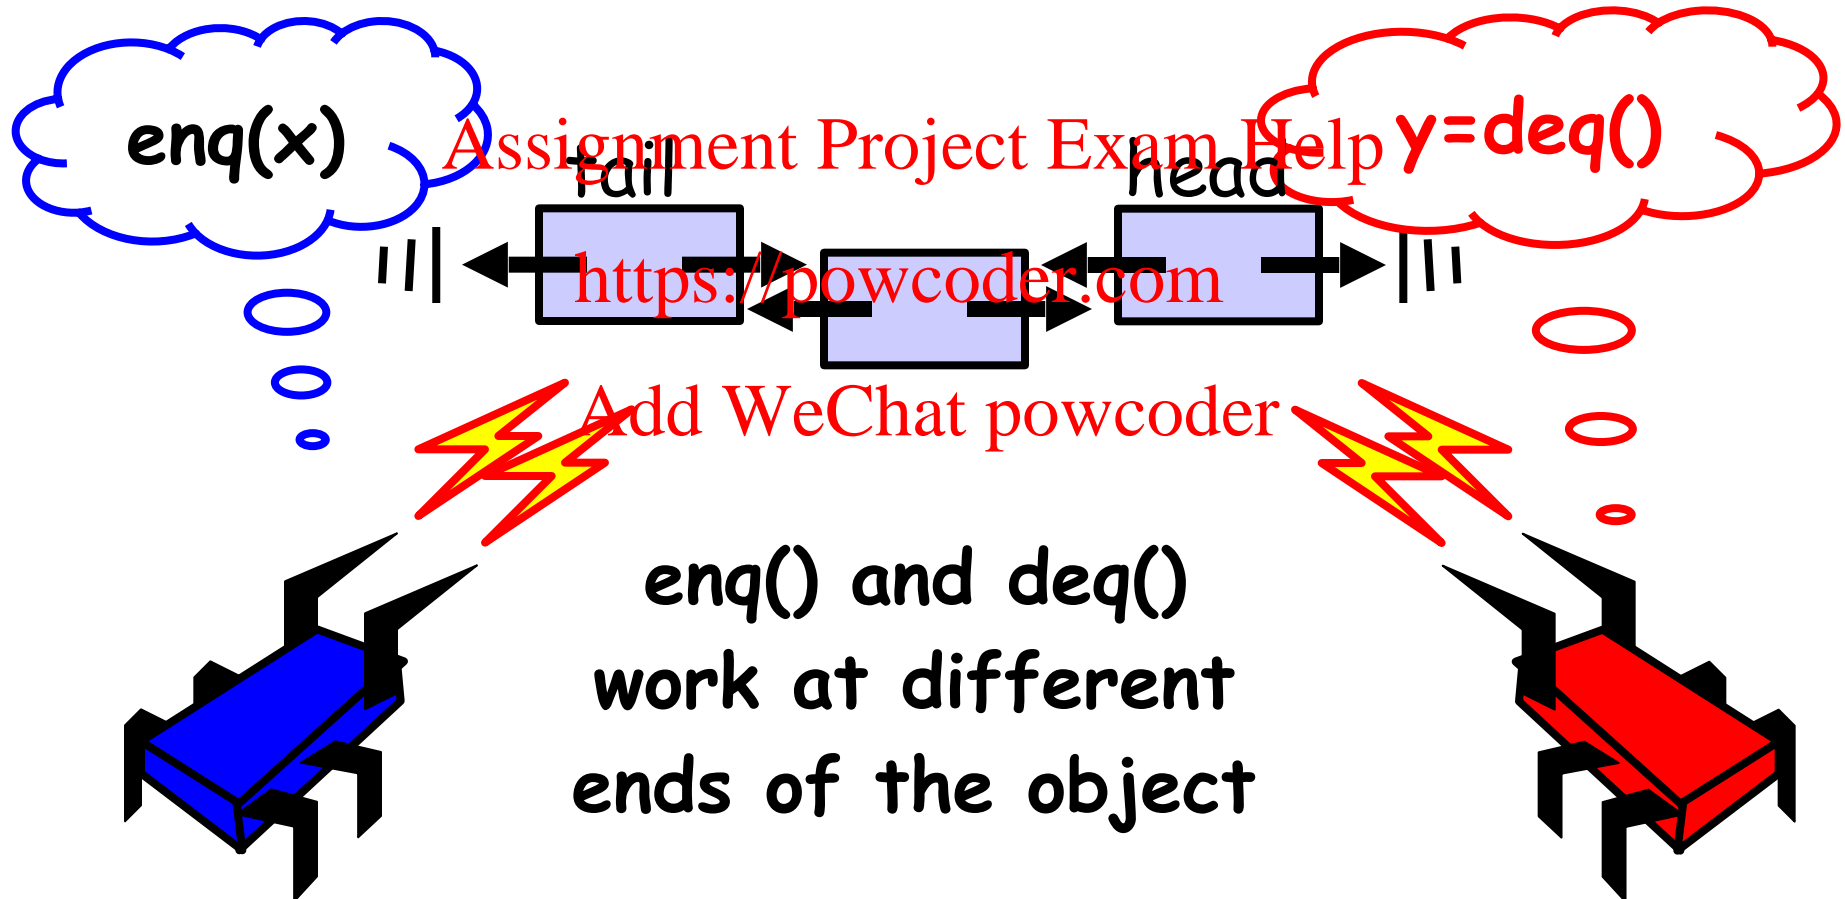 enq(x)
y=deq()
Assignment Project Exam Help
tail
head
https://powcoder.com
Add WeChat powcoder
enq() and deq()
work at different
ends of the object